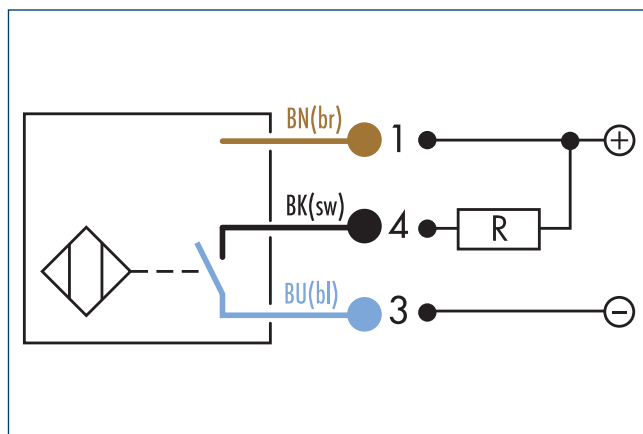 BN(br) 1 +
BK(sw) 4 R
BU(bl) 3 −